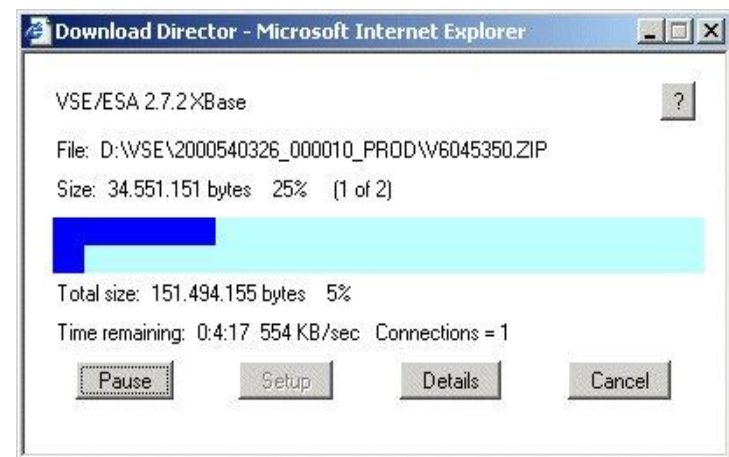 Download Director - Microsoft Internet Explorer
VSE/ESA 2.7.2 XBase
?
File: D:\VSE\2000540326_000010_PROD\V6045350.ZIP
Size: 34.551.151 bytes 25% (1 of 2)
Total size: 151.494.155 bytes 5%
Time remaining: 0:4:17 554 KB/sec Connections = 1
Pause Setup Details Cancel